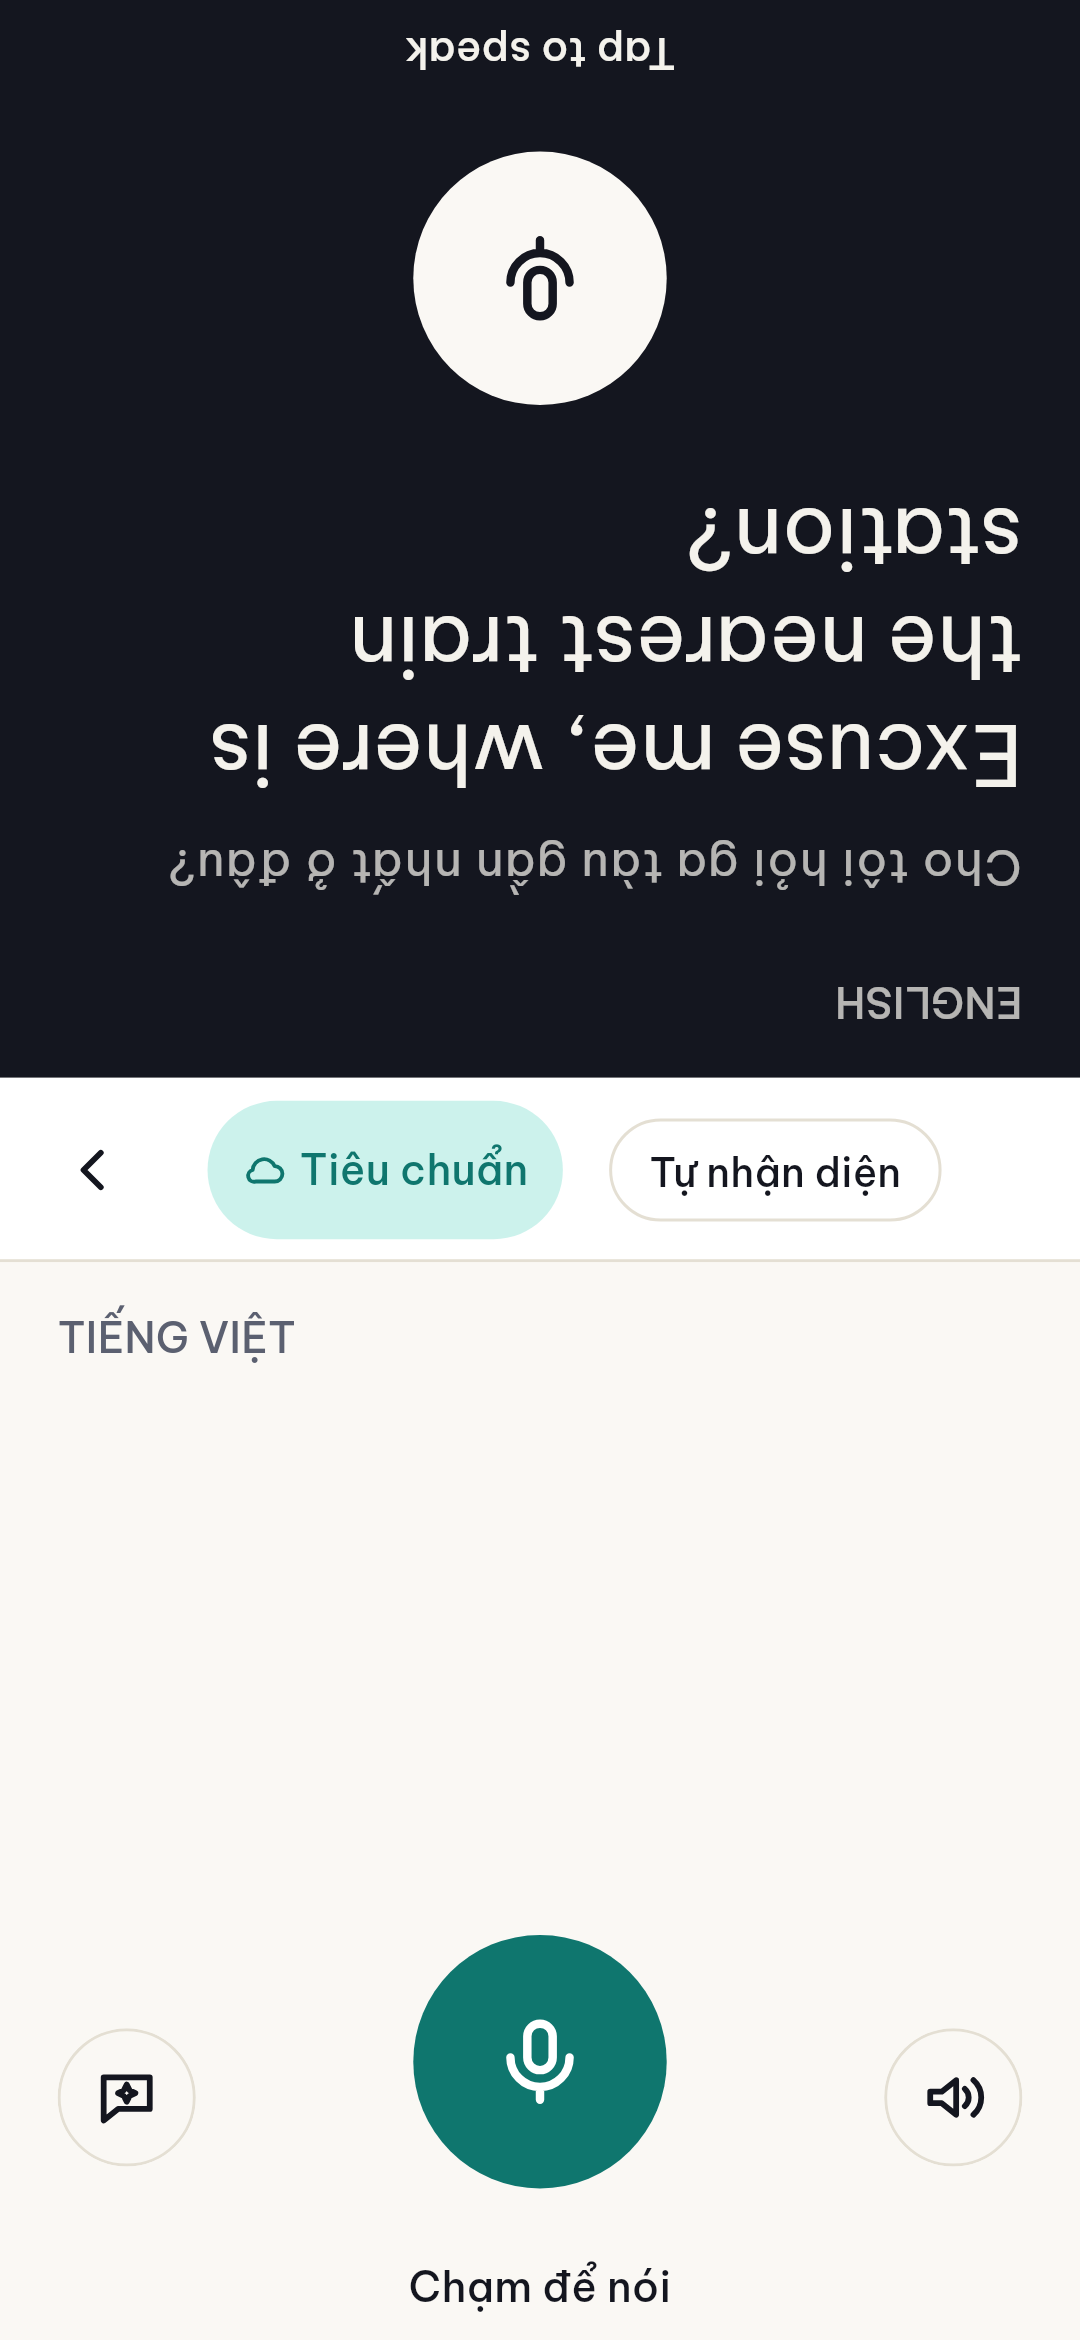 ENGLISH
Cho tôi hỏi ga tàu gần nhất ở đâu?
Excuse me, where is
the nearest train
station?
Tap to speak
Tiêu chuẩn
Tự nhận diện
TIẾNG VIỆT
Chạm để nói